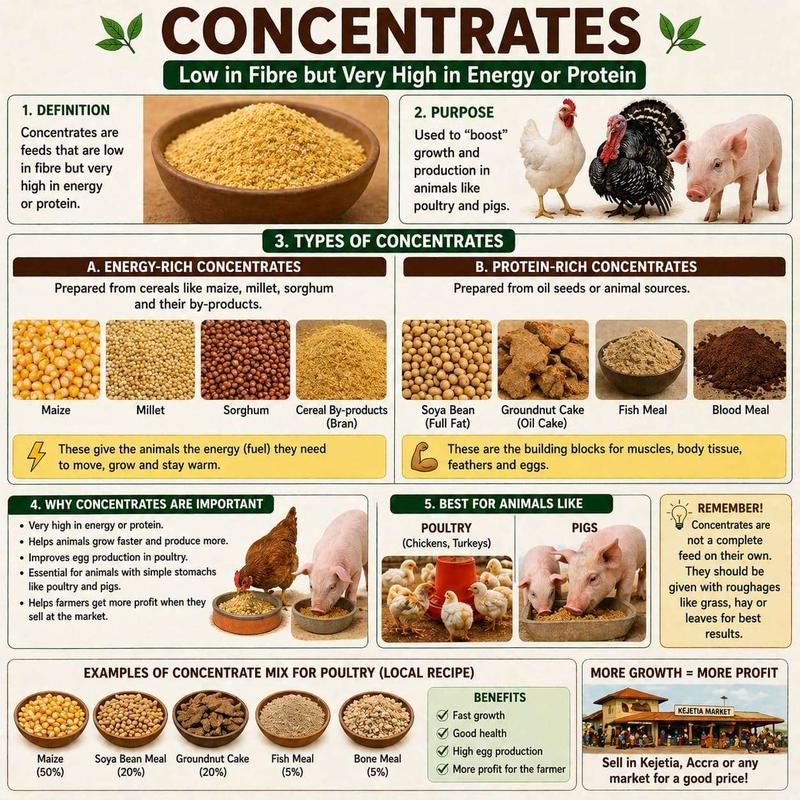 CONCENTRATES
Low in Fibre but Very High in Energy or Protein
1. DEFINITION
Concentrates are
feeds that are low
in fibre but very
high in energy
or protein.
2. PURPOSE
Used to “boost”
growth and
production in
animals like
poultry and pigs.
3. TYPES OF CONCENTRATES
A. ENERGY-RICH CONCENTRATES
Prepared from cereals like maize, millet, sorghum
and their by-products.
Maize
Millet
Sorghum
Cereal By-products
(Bran)
These give the animals the energy (fuel) they need
to move, grow and stay warm.
B. PROTEIN-RICH CONCENTRATES
Prepared from oil seeds or animal sources.
Soya Bean
(Full Fat)
Groundnut Cake
(Oil Cake)
Fish Meal
Blood Meal
These are the building blocks for muscles, body tissue,
feathers and eggs.
4. WHY CONCENTRATES ARE IMPORTANT
• Very high in energy or protein.
• Helps animals grow faster and produce more.
• Improves egg production in poultry.
• Essential for animals with simple stomachs
like poultry and pigs.
• Helps farmers get more profit when they
sell at the market.
5. BEST FOR ANIMALS LIKE
POULTRY
(Chickens, Turkeys)
PIGS
REMEMBER!
Concentrates are
not a complete
feed on their own.
They should be
given with roughages
like grass, hay or
leaves for best
results.
EXAMPLES OF CONCENTRATE MIX FOR POULTRY (LOCAL RECIPE)
Maize
(50%)
Soya Bean Meal
(20%)
Groundnut Cake
(20%)
Fish Meal
(5%)
Bone Meal
(5%)
BENEFITS
Fast growth
Good health
High egg production
More profit for the farmer
MORE GROWTH = MORE PROFIT
KEJETIA MARKET
Sell in Kejetia, Accra or any
market for a good price!